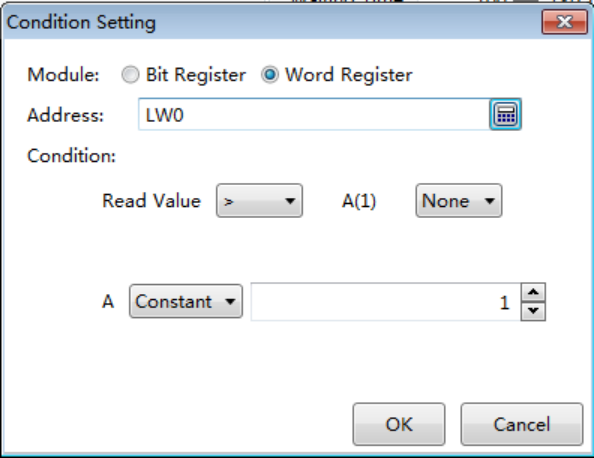 Condition Setting
Module: Bit Register Word Register
Address: LW0
Condition:
Read Value > A(1) None
A Constant 1
OK Cancel